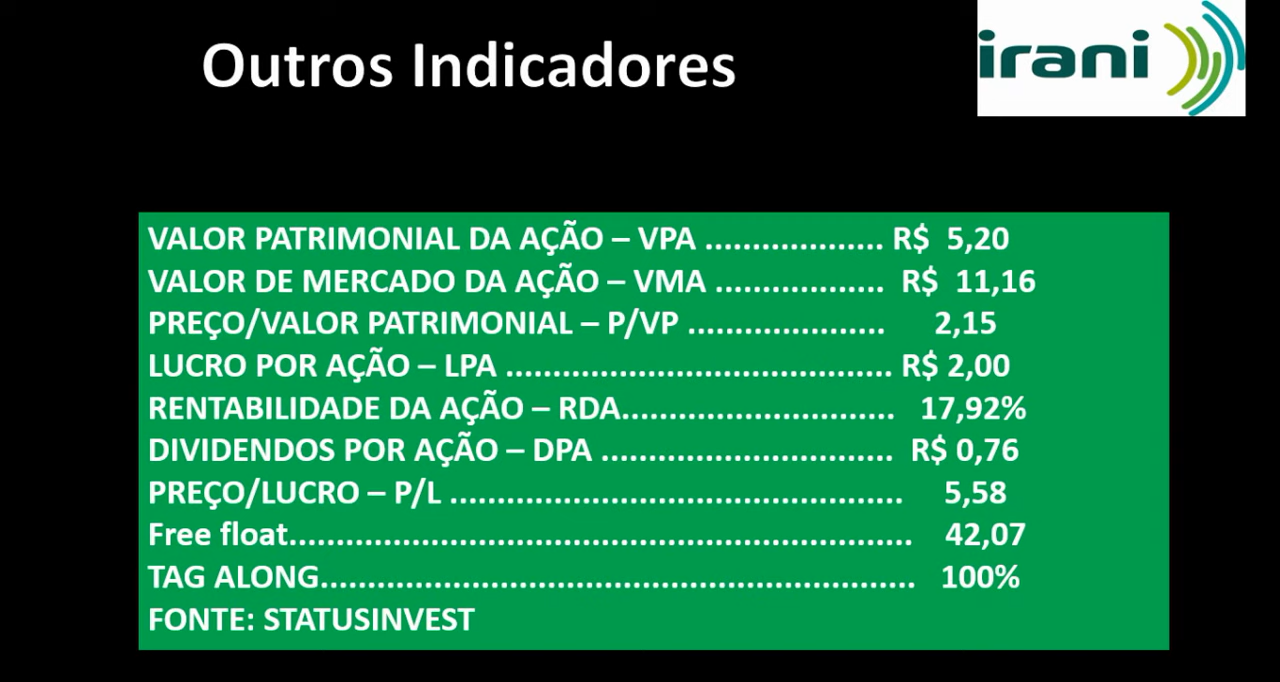 Outros Indicadores
irani
VALOR PATRIMONIAL DA AÇÃO – VPA ................... R$ 5,20
VALOR DE MERCADO DA AÇÃO – VMA .................. R$ 11,16
PREÇO/VALOR PATRIMONIAL – P/VP ..................... 2,15
LUCRO POR AÇÃO – LPA ......................................... R$ 2,00
RENTABILIDADE DA AÇÃO – RDA............................. 17,92%
DIVIDENDOS POR AÇÃO – DPA ............................... R$ 0,76
PREÇO/LUCRO – P/L ................................................ 5,58
Free float.................................................................. 42,07
TAG ALONG............................................................... 100%
FONTE: STATUSINVEST